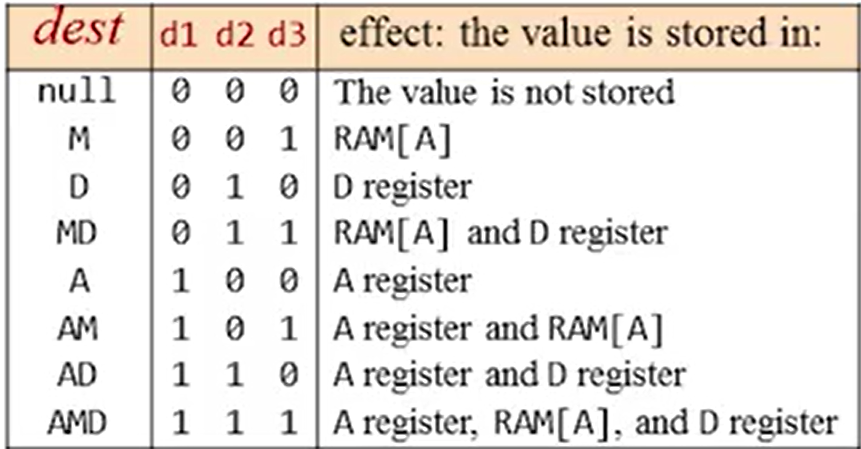 dest d1 d2 d3 effect: the value is stored in:
null 0 0 0 The value is not stored
M 0 0 1 RAM[A]
D 0 1 0 D register
MD 0 1 1 RAM[A] and D register
A 1 0 0 A register
AM 1 0 1 A register and RAM[A]
AD 1 1 0 A register and D register
AMD 1 1 1 A register, RAM[A], and D register